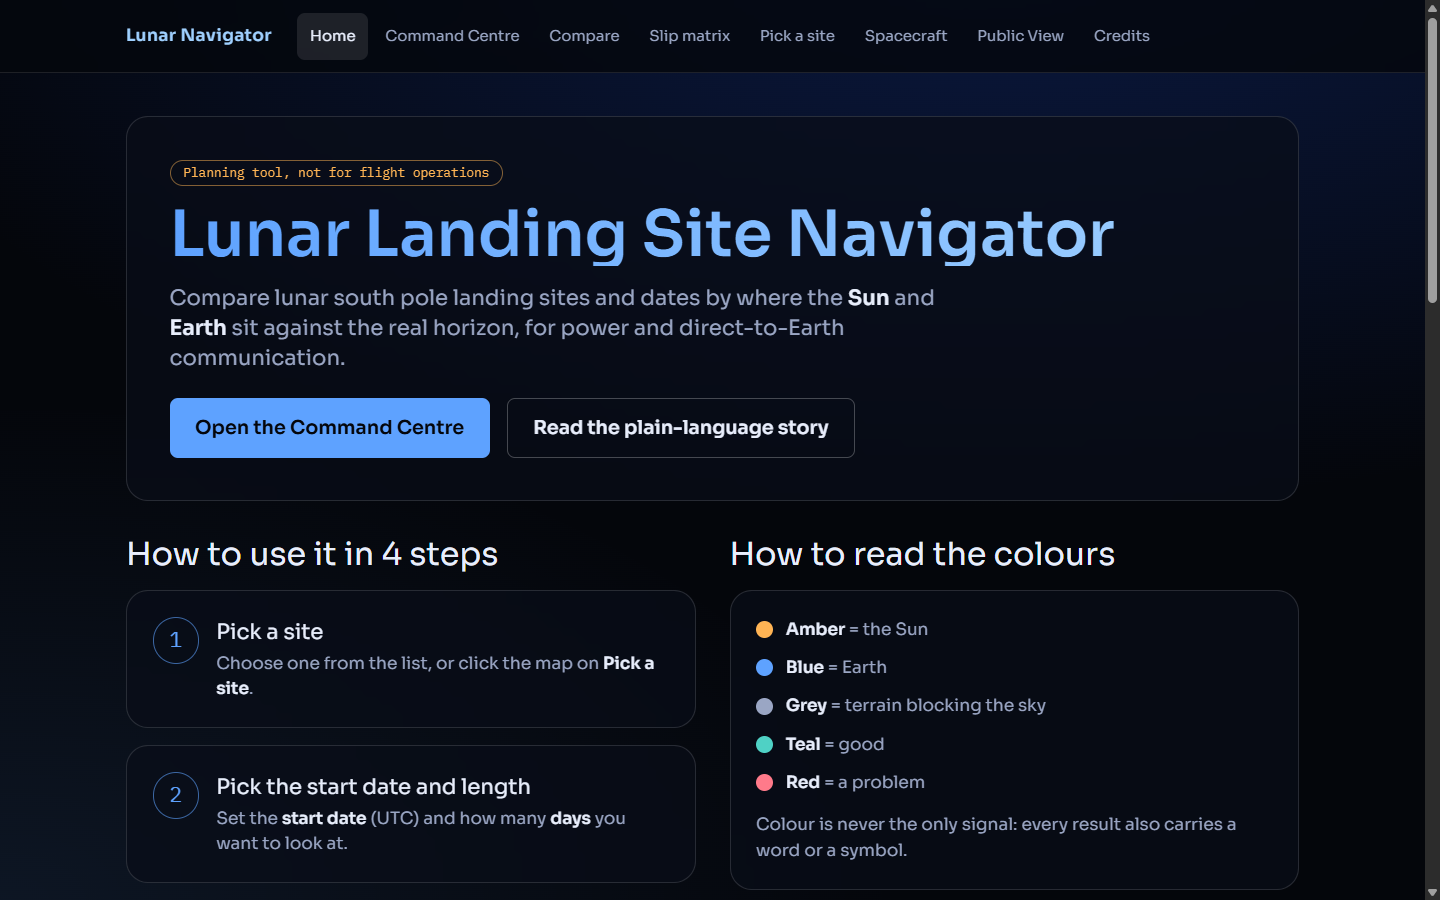 Lunar Navigator Home Command Centre Compare Slip matrix Pick a site Spacecraft Public View Credits
Planning tool, not for flight operations
Lunar Landing Site Navigator
Compare lunar south pole landing sites and dates by where the Sun and
Earth sit against the real horizon, for power and direct-to-Earth
communication.
Open the Command Centre Read the plain-language story
How to use it in 4 steps
1
Pick a site
Choose one from the list, or click the map on Pick a
site.
2
Pick the start date and length
Set the start date (UTC) and how many days you
want to look at.
How to read the colours
Amber = the Sun
Blue = Earth
Grey = terrain blocking the sky
Teal = good
Red = a problem
Colour is never the only signal: every result also carries a
word or a symbol.